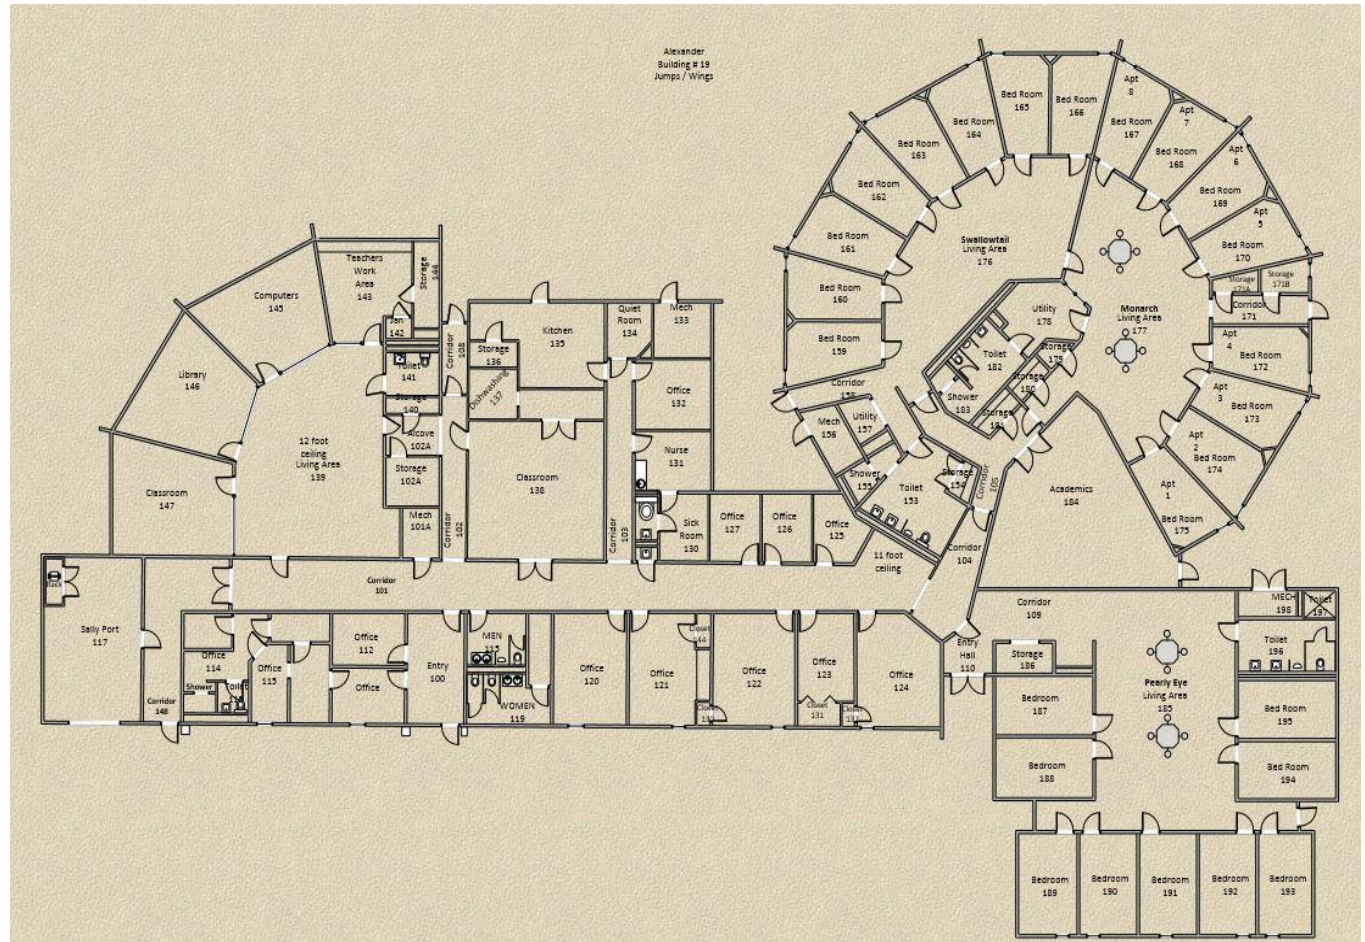 Alexander
Building # 19
Jumps / Wings
Bed Room
165
Bed Room
166
Apt
8
Bed Room
167
Apt
7
Bed Room
168
Apt
6
Bed Room
169
Apt
5
Bed Room
170
Bed Room
164
Bed Room
163
Bed Room
162
Bed Room
161
Bed Room
160
Bed Room
159
Swallowtail
Living Area
176
Monarch
Living Area
177
Storage
171A
Storage
171B
Corridor
171
Apt
4
Bed Room
172
Apt
3
Bed Room
173
Apt
2
Bed Room
174
Apt
1
Bed Room
175
Utility
178
Storage
179
Storage
180
Storage
181
Toilet
182
Shower
183
Academics
184
Corridor
158
Mech
156
Utility
157
Shower
155
Toilet
153
Storage
154
Corridor
105
Corridor
104
11 foot
ceiling
Teachers
Work
Area
143
Storage
144
Computers
145
Jan
142
Library
146
Toilet
141
Storage
140
Alcove
102A
Storage
102A
Mech
101A
12 foot
ceiling
Living Area
139
Classroom
147
Corridor
108
Corridor
102
Kitchen
135
Storage
136
Dishwashing
137
Quiet
Room
134
Mech
133
Office
132
Nurse
131
Classroom
138
Corridor
103
Sick
Room
130
Office
127
Office
126
Office
125
Corridor
101
Sally Port
117
Corridor
148
Office
114
Shower
Toilet
Office
115
Office
112
Office
Entry
100
MEN
113
WOMEN
119
Office
120
Office
121
Closet
144
Office
122
Office
123
Closet
131
Office
124
Entry
Hall
110
Corridor
109
MECH
198
Toilet
197
Toilet
196
Storage
186
Pearly Eye
Living Area
185
Bedroom
187
Bedroom
188
Bed Room
195
Bed Room
194
Bedroom
189
Bedroom
190
Bedroom
191
Bedroom
192
Bedroom
193